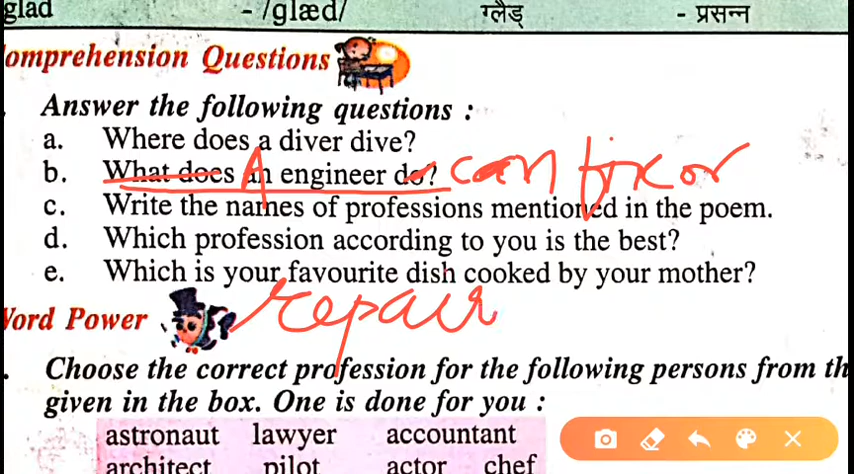 glad - /glæd/ ग्लैड् - प्रसन्न
omprehension Questions
Answer the following questions :
a. Where does a diver dive?
b. What does An engineer do? can fix or
c. Write the names of professions mentioned in the poem.
d. Which profession according to you is the best?
e. Which is your favourite dish cooked by your mother?
repair
Word Power
Choose the correct profession for the following persons from th
given in the box. One is done for you :
astronaut lawyer accountant
architect pilot actor chef